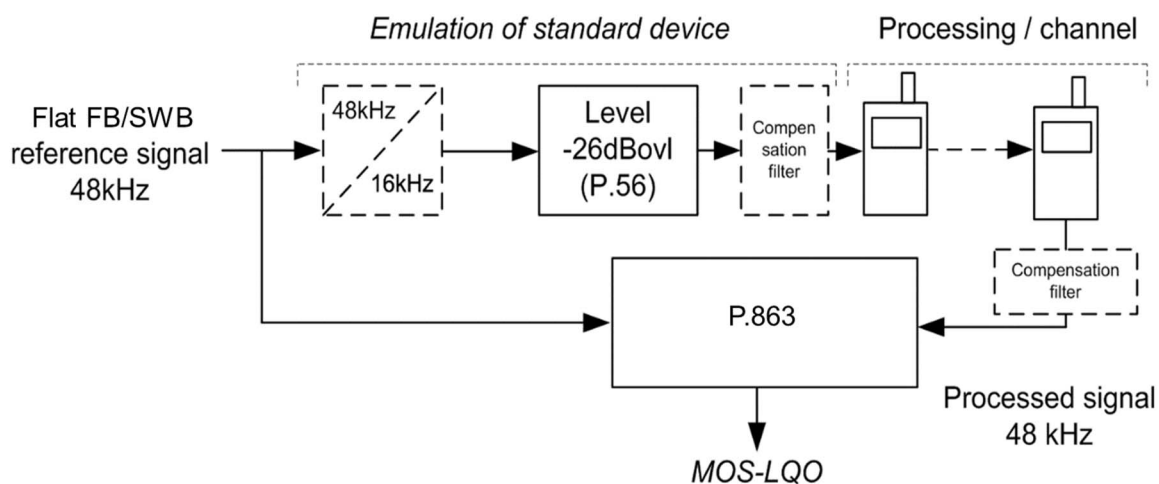 Emulation of standard device
Processing / channel
Flat FB/SWB
reference signal
48kHz
48kHz
16kHz
Level
-26dBovl
(P.56)
Compen
sation
filter
Compensation
filter
P.863
Processed signal
48 kHz
MOS-LQO